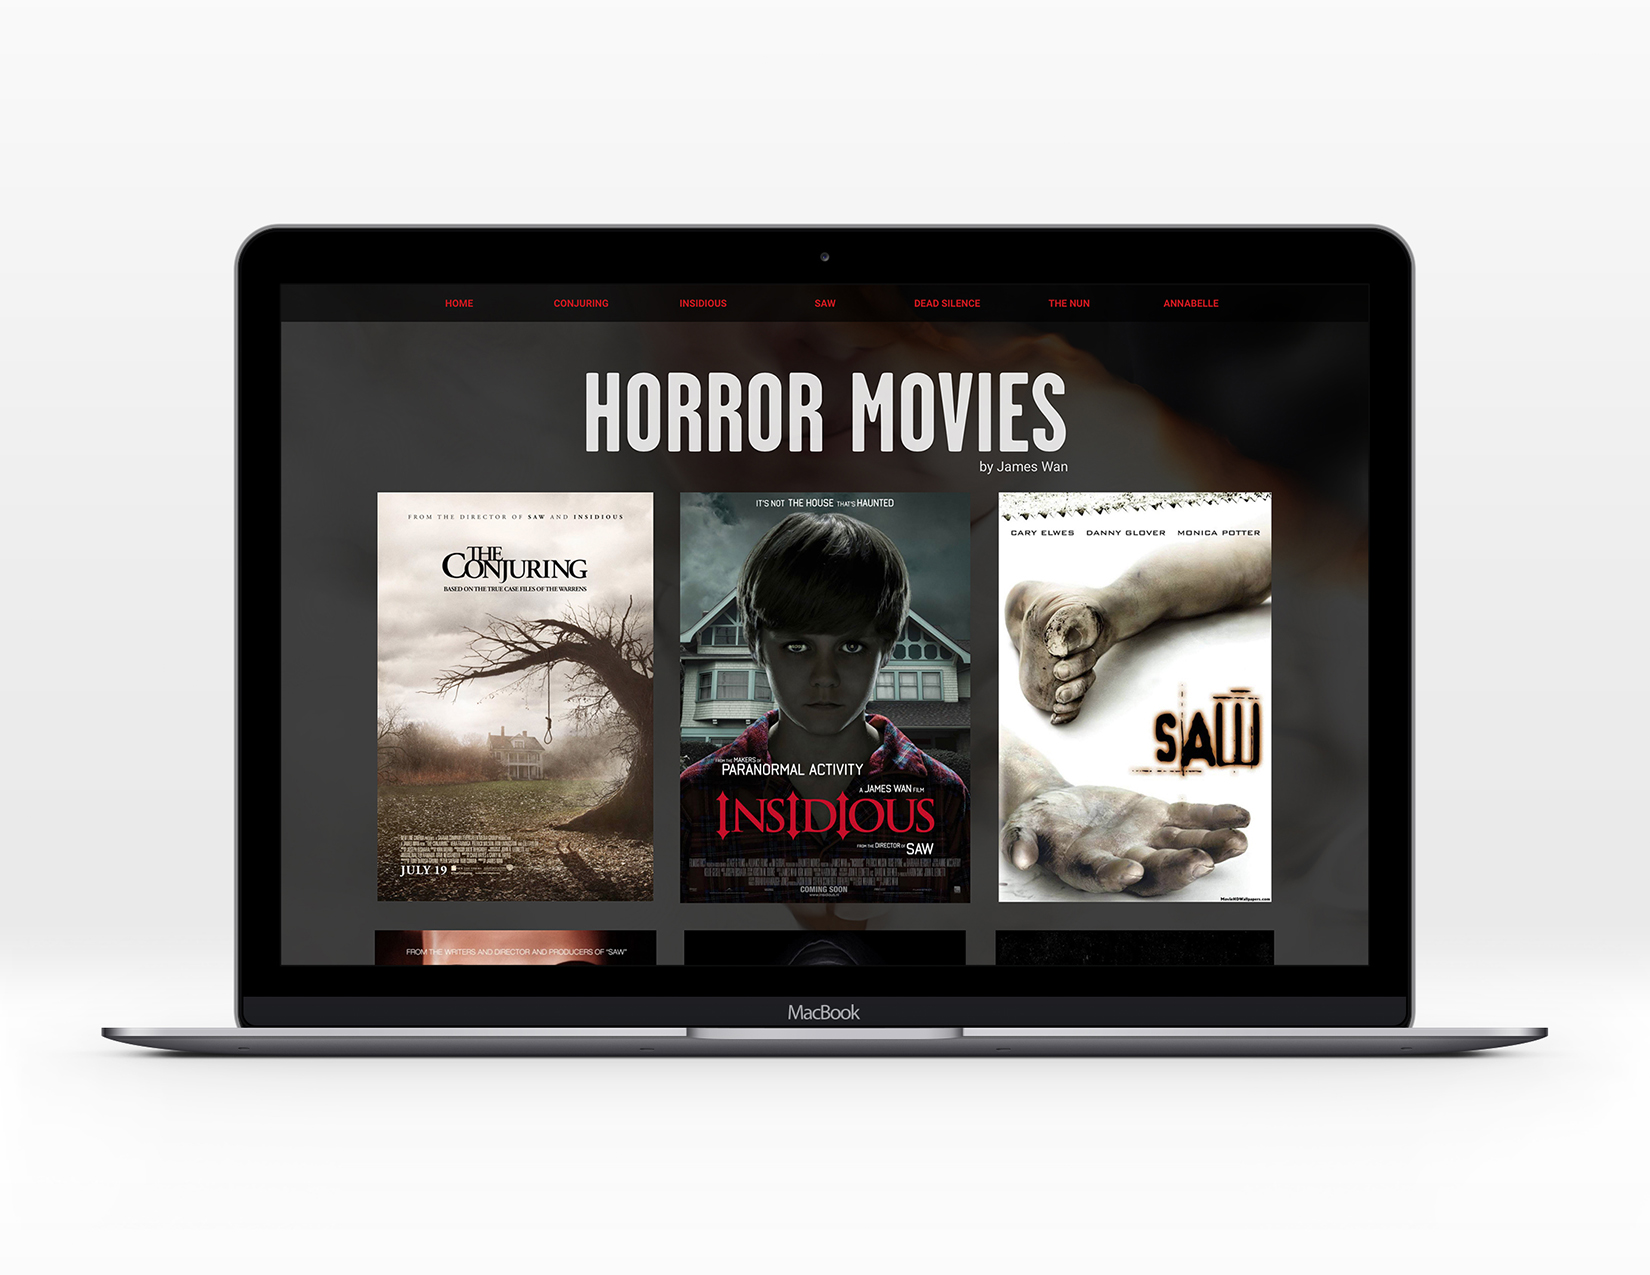 HOME CONJURING INSIDIOUS SAW DEAD SILENCE THE NUN ANNABELLE
HORROR MOVIES
by James Wan
FROM THE DIRECTOR OF SAW AND INSIDIOUS
THE
CONJURING
BASED ON THE TRUE CASE FILES OF THE WARRENS
JULY 19
IT'S NOT THE HOUSE THAT'S HAUNTED
FROM THE MAKERS OF
PARANORMAL ACTIVITY
A JAMES WAN FILM
INSIDIOUS
FROM THE DIRECTOR OF SAW
COMING SOON
CARY ELWES DANNY GLOVER MONICA POTTER
SAW
MovieHDWallpapers.com
FROM THE WRITERS AND DIRECTOR AND PRODUCERS OF "SAW"
MacBook